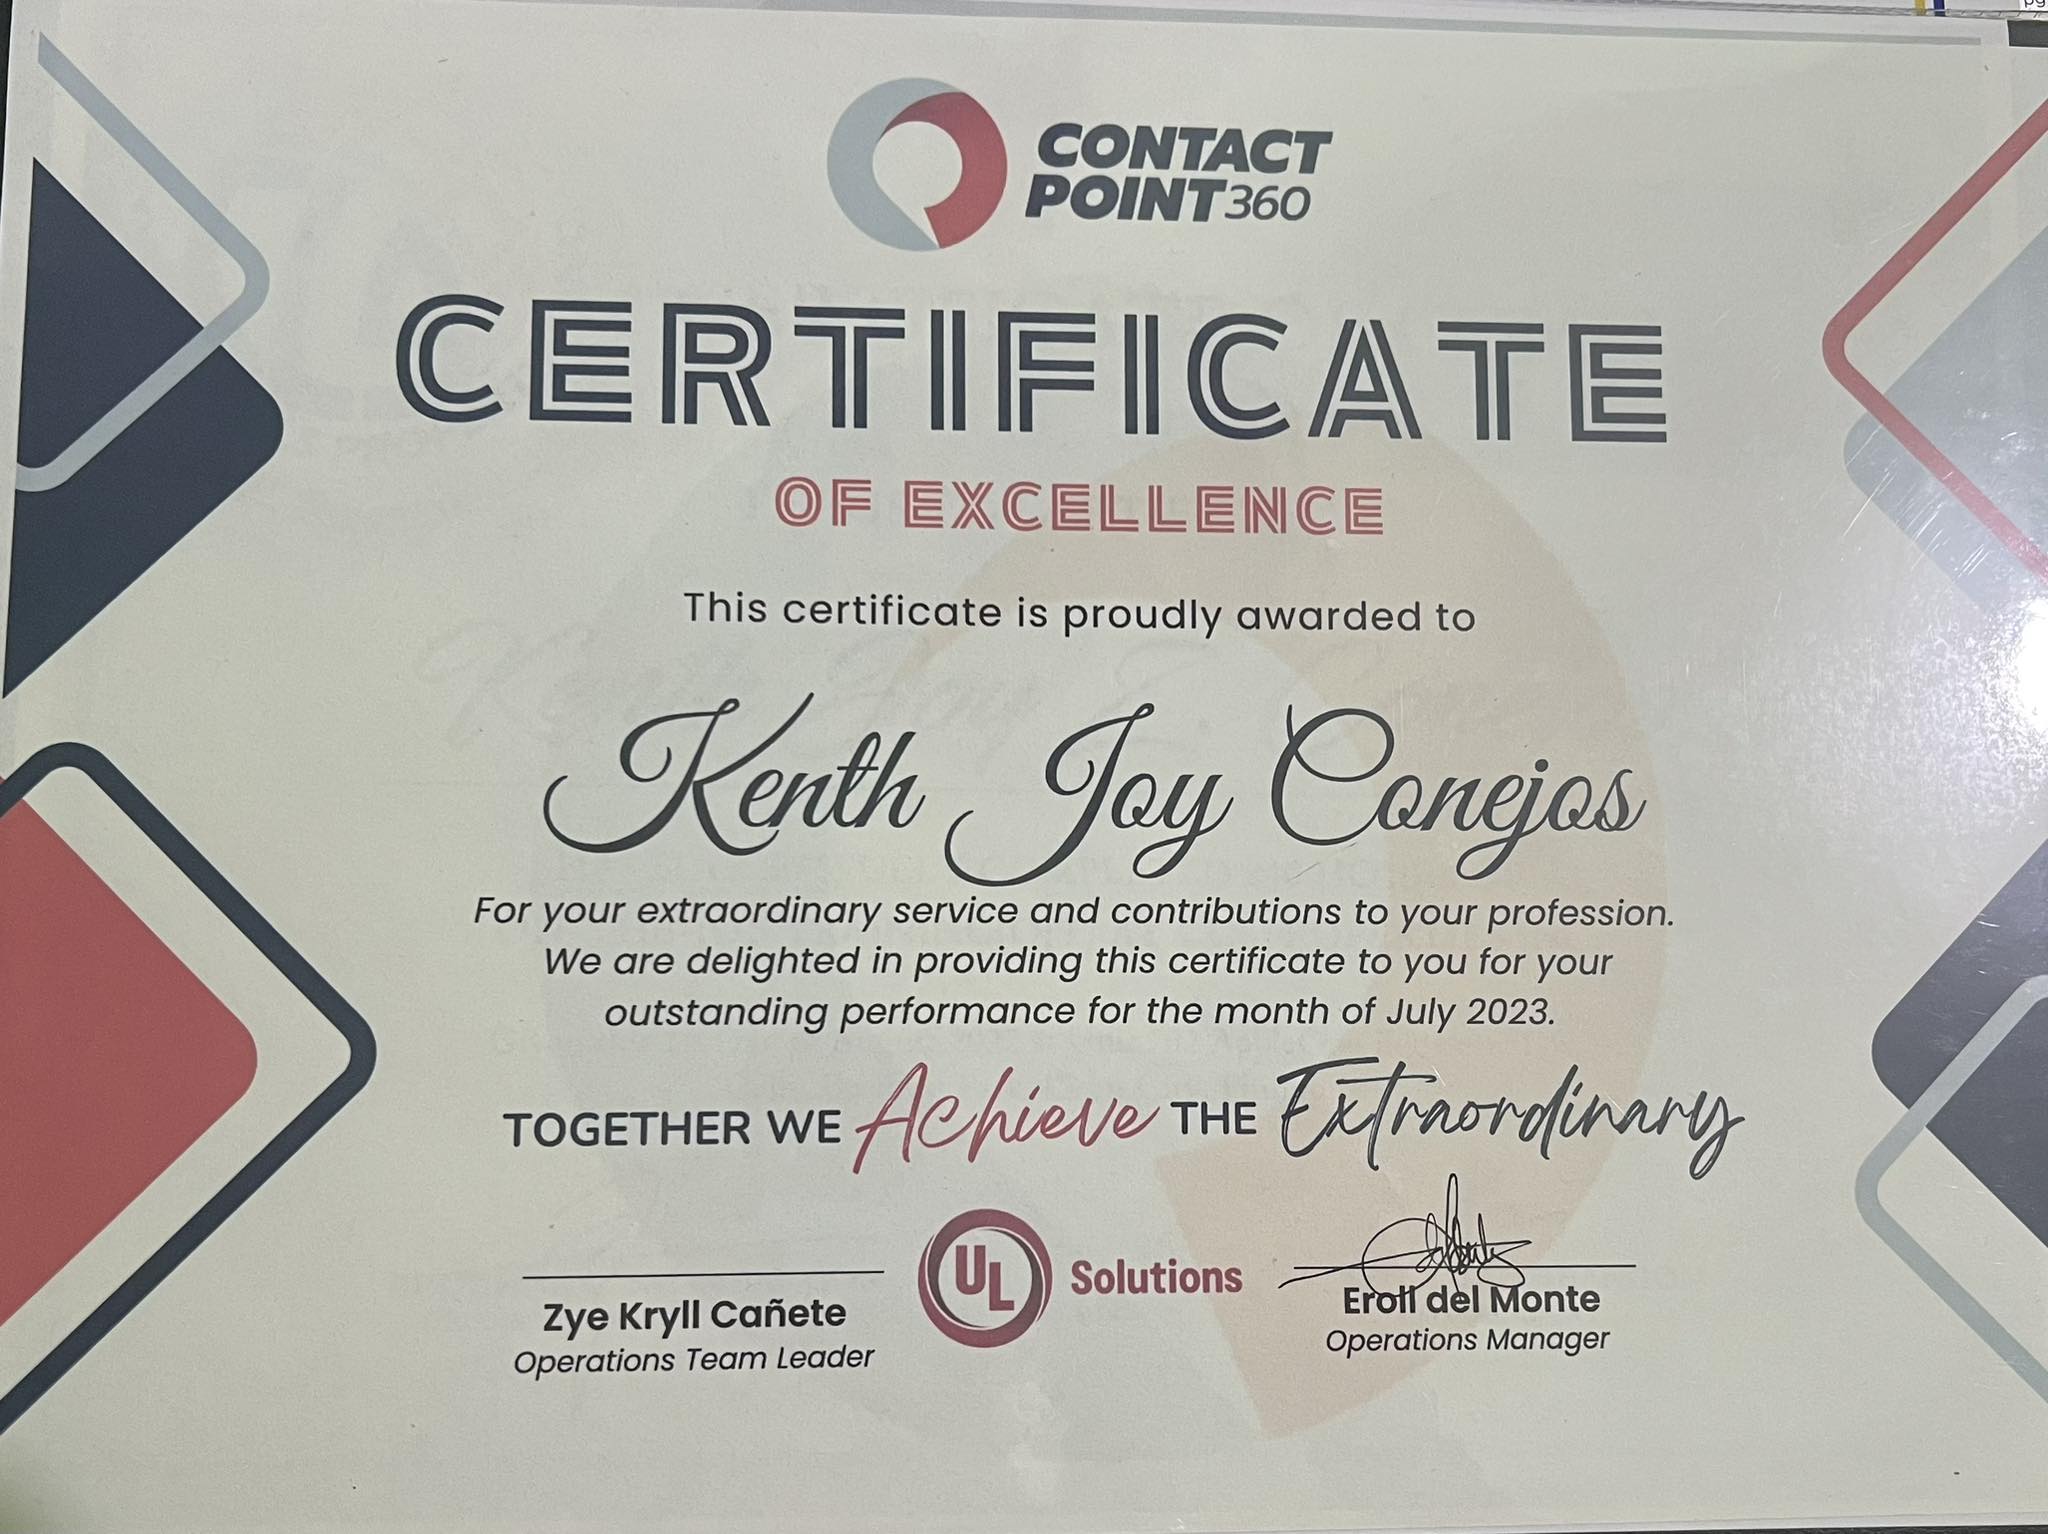 CONTACT
POINT360
CERTIFICATE
OF EXCELLENCE
This certificate is proudly awarded to
Kenth Joy Conejos
For your extraordinary service and contributions to your profession.
We are delighted in providing this certificate to you for your
outstanding performance for the month of July 2023.
TOGETHER WE Achieve THE Extraordinary
UL Solutions
Zye Kryll Cañete
Operations Team Leader
Eroll del Monte
Operations Manager